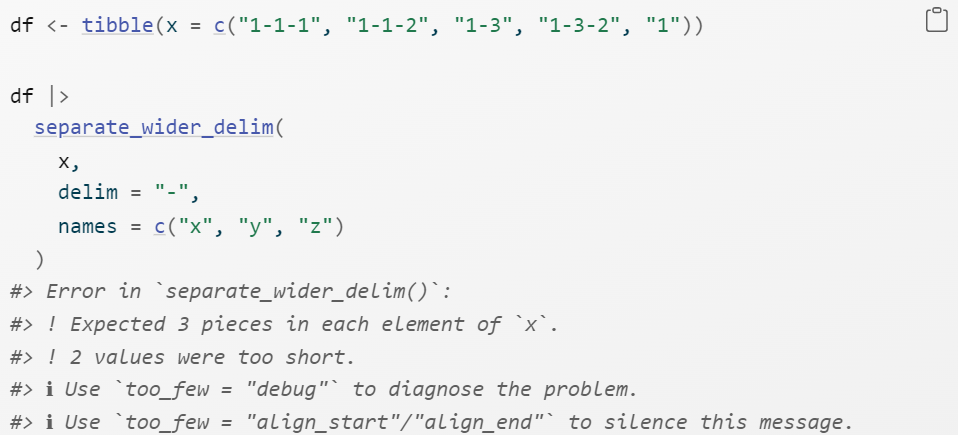 df <- tibble(x = c("1-1-1", "1-1-2", "1-3", "1-3-2", "1"))
df |>
  separate_wider_delim(
    x,
    delim = "-",
    names = c("x", "y", "z")
  )
#> Error in `separate_wider_delim()`:
#> ! Expected 3 pieces in each element of `x`.
#> ! 2 values were too short.
#> ℹ Use `too_few = "debug"` to diagnose the problem.
#> ℹ Use `too_few = "align_start"/"align_end"` to silence this message.